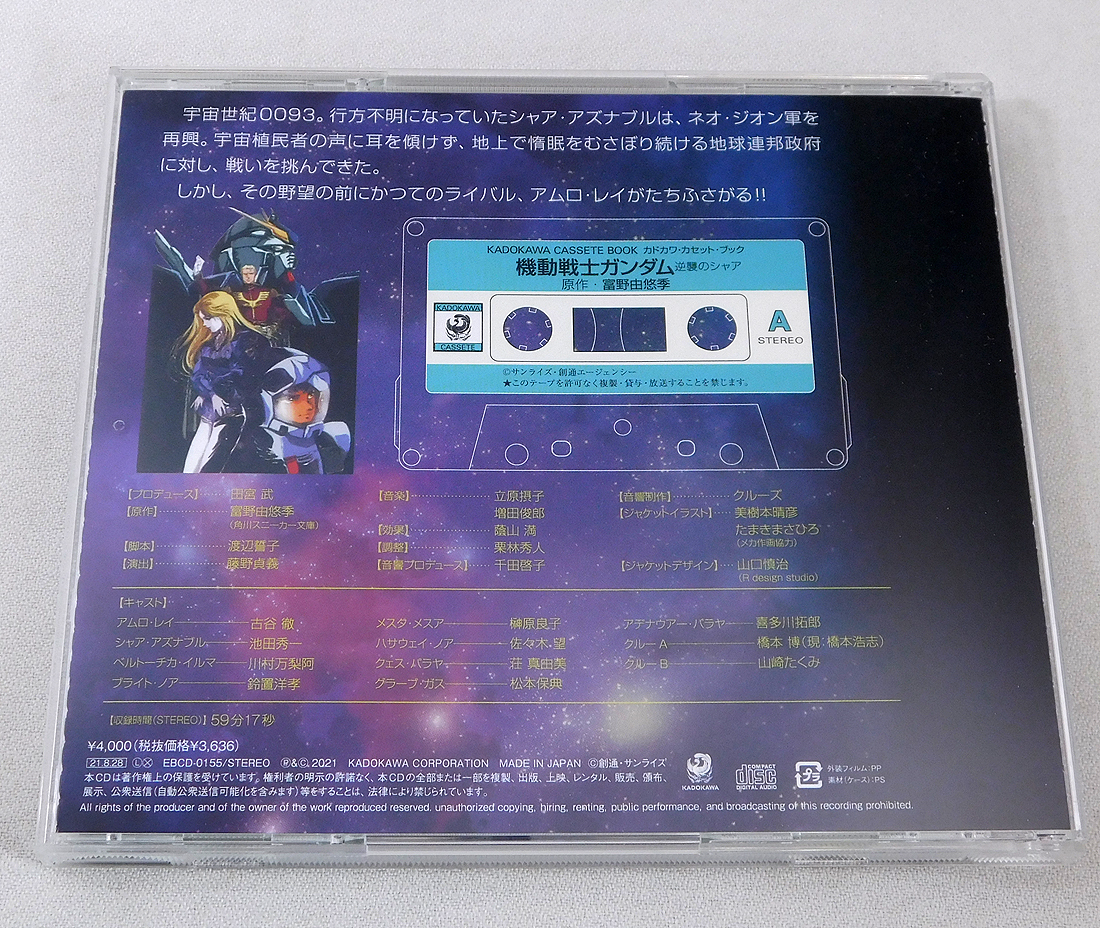 宇宙世紀0093。行方不明になっていたシャア・アズナブルは、ネオ・ジオン軍を
再興。宇宙植民者の声に耳を傾けず、地上で惰眠をむさぼり続ける地球連邦政府
に対し、戦いを挑んできた。
しかし、その野望の前にかつてのライバル、アムロ・レイがたちふさがる!!
KADOKAWA CASSETE BOOK カドカワ・カセット・ブック
機動戦士ガンダム 逆襲のシャア
原作・富野由悠季
KADOKAWA
CASSETE
A
STEREO
©サンライズ・創通エージェンシー
★このテープを許可なく複製・貸与・放送することを禁じます。
【プロデュース】……田宮 武
【原作】……富野由悠季
(角川スニーカー文庫)
【脚本】……渡辺誓子
【演出】……藤野貞義
【音楽】……立原摂子
増田俊郎
【効果】……蔭山 満
【調整】……栗林秀人
【音響プロデュース】……千田啓子
【音響制作】……クルーズ
【ジャケットイラスト】……美樹本晴彦
たまきまさひろ
(メカ作画協力)
【ジャケットデザイン】……山口慎治
(R design studio)
【キャスト】
アムロ・レイ――古谷 徹
シャア・アズナブル――池田秀一
ベルトーチカ・イルマ――川村万梨阿
ブライト・ノア――鈴置洋孝
メスタ・メスア――榊原良子
ハサウェイ・ノア――佐々木 望
クェス・パラヤ――荘 真由美
グラーブ・ガス――松本保典
アデナウアー・パラヤ――喜多川拓郎
クルーA――橋本 博(現:橋本浩志)
クルーB――山崎たくみ
【収録時間(STEREO)】59分17秒
¥4,000(税抜価格¥3,636)
21.8.28 EBCD-0155/STEREO ℗&©, 2021 KADOKAWA CORPORATION MADE IN JAPAN ©創通・サンライズ
本CDは著作権上の保護を受けています。権利者の明示の許諾なく、本CDの全部または一部を複製、出版、上映、レンタル、販売、頒布、
展示、公衆送信(自動公衆送信可能化を含みます)等をすることは、法律により禁じられています。
All rights of the producer and of the owner of the work reproduced reserved. unauthorized copying, hiring, renting, public performance, and broadcasting of this recording prohibited.
KADOKAWA
COMPACT
disc
DIGITAL AUDIO
プラ
外装フィルム:PP
素材(ケース):PS